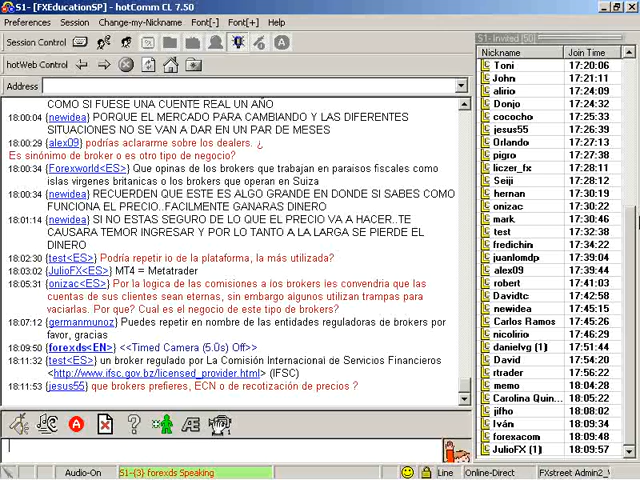 S1- [FXEducationSP] - hotComm CL 7.50
Preferences Session Change-my-Nickname Font[-] Font[+] Help
Session Control
hotWeb Control
Address
COMO SI FUESE UNA CUENTE REAL UN AÑO
18:00:04 {newidea} PORQUE EL MERCADO PARA CAMBIANDO Y LAS DIFERENTES
SITUACIONES NO SE VAN A DAR EN UN PAR DE MESES
18:00:29 {alex09} podrías aclararme sobre los dealers. ¿
Es sinónimo de broker o es otro tipo de negocio?
18:00:34 {Forexworld<ES>} Que opinas de los brokers que trabajan en paraisos fiscales como
islas virgenes britanicas o los brokers que operan en Suiza
18:00:34 {newidea} RECUERDEN QUE ESTE ES ALGO GRANDE EN DONDE SI SABES COMO
FUNCIONA EL PRECIO..FACILMENTE GANARAS DINERO
18:01:14 {newidea} SI NO ESTAS SEGURO DE LO QUE EL PRECIO VA A HACER..TE
CAUSARA TEMOR INGRESAR Y POR LO TANTO A LA LARGA SE PIERDE EL
DINERO
18:02:30 {test<ES>} Podría repetir lo de la plataforma, la más utilizada?
18:03:02 {JulioFX<ES>} MT4 = Metatrader
18:05:31 {onizac<ES>} Por la logica de las comisiones a los brokers les convendria que las
cuentas de sus clientes sean eternas, sin embargo algunos utilizan trampas para
vaciarlas. Por que? Cual es el negocio de este tipo de brokers?
18:07:12 {germanmunoz} Puedes repetir en nombre de las entidades reguladoras de brokers por
favor, gracias
18:09:50 {forexds<EN>} <<Timed Camera (5.0s) Off>>
18:11:32 {test<ES>} un broker regulado por La Comisión Internacional de Servicios Financieros
<http://www.ifsc.gov.bz/licensed_provider.html> (IFSC)
18:11:53 {jesus55} que brokers prefieres, ECN o de recotización de precios ?
Audio-On S1-{3} forexds Speaking Line Online-Direct FXstreet Admin2_
S1- Invited [50]
Nickname Join Time
Toni 17:20:06
John 17:21:11
alirio 17:24:09
Donjo 17:24:32
cococho 17:25:33
jesus55 17:26:39
Orlando 17:27:13
pigro 17:27:38
liczer_fx 17:28:11
Seiji 17:28:12
hernan 17:30:19
onizac 17:30:22
mark 17:30:46
test 17:32:38
fredichin 17:34:22
juanlomdp 17:39:04
alex09 17:39:44
robert 17:41:03
Davidtc 17:42:58
newidea 17:45:15
Carlos Ramos 17:45:26
nicolirio 17:46:29
danielvg (1) 17:51:44
David 17:54:20
rtrader 17:56:22
memo 18:04:28
Carolina Quin... 18:05:22
jifho 18:08:02
Iván 18:09:34
forexacom 18:09:48
JulioFX (1) 18:09:57